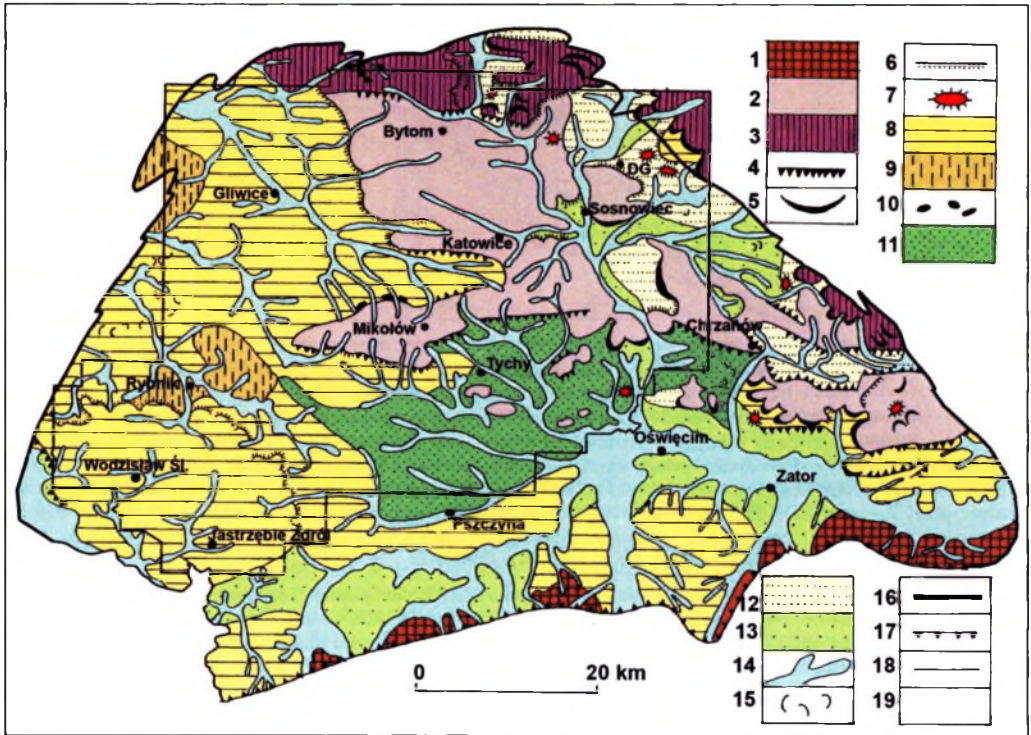 1
2
3
4
5
6
7
8
9
10
11
Bytom
DG
Gliwice
Sosnowiec
Katowice
Mikołów
Chrzanów
Tychy
Rybnik
Oświęcim
Wodzisław Śl.
Zator
Pszczyna
Jastrzębie Zdrój
12
13
14
15
16
17
18
19
0 20 km